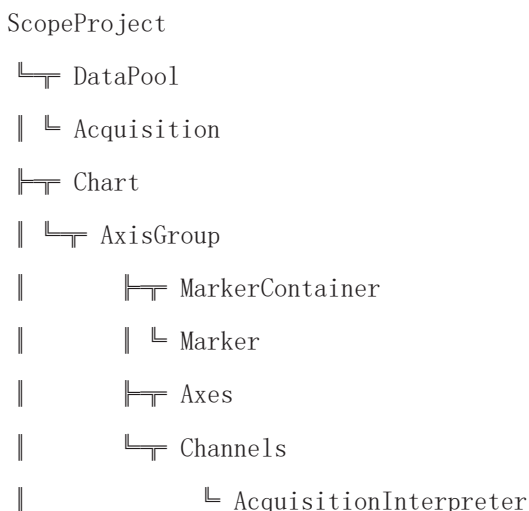 ScopeProject
╚╦═ DataPool
║ ╚ Acquisition
╠╦═ Chart
║ ╚╦═ AxisGroup
║ ╠╦═ MarkerContainer
║ ║ ╚ Marker
║ ╠╦═ Axes
║ ╚╦═ Channels
║ ╚ AcquisitionInterpreter